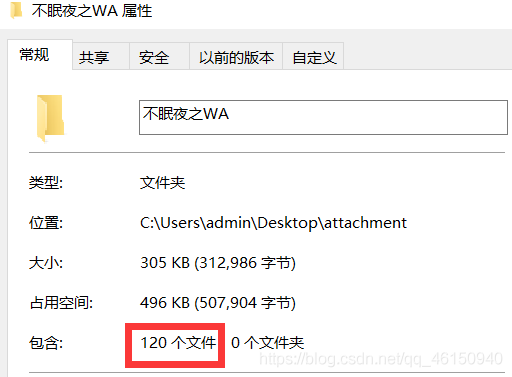 不眠夜之WA 属性
常规 共享 安全 以前的版本 自定义
不眠夜之WA
类型: 文件夹
位置: C:\Users\admin\Desktop\attachment
大小: 305 KB (312,986 字节)
占用空间: 496 KB (507,904 字节)
包含: 120 个文件, 0 个文件夹
https://blog.csdn.net/qq_46150940